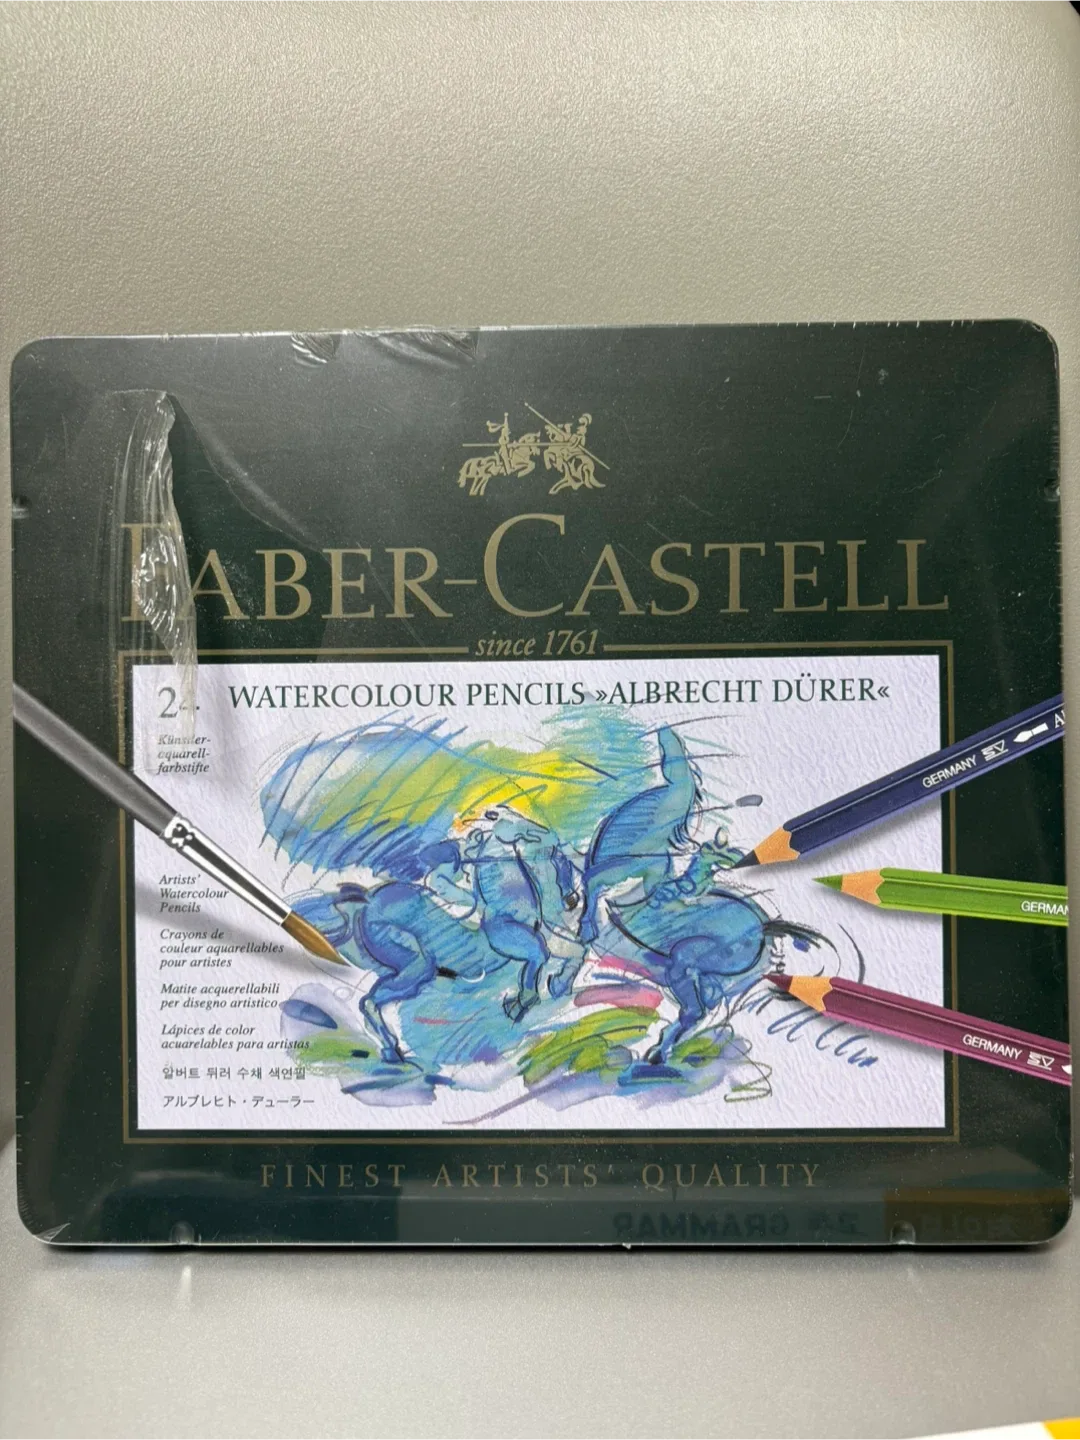 FABER-CASTELL
since 1761
24 WATERCOLOUR PENCILS »ALBRECHT DÜRER«
Künstler-
aquarell-
farbstifte
GERMANY
GERMAN
GERMANY
Artists'
Watercolour
Pencils
Crayons de
couleur aquarellables
pour artistes
Matite acquerellabili
per disegno artistico
Lápices de color
acuarelables para artistas
알버트 뒤러 수채 색연필
アルブレヒト・デューラー
FINEST ARTISTS' QUALITY